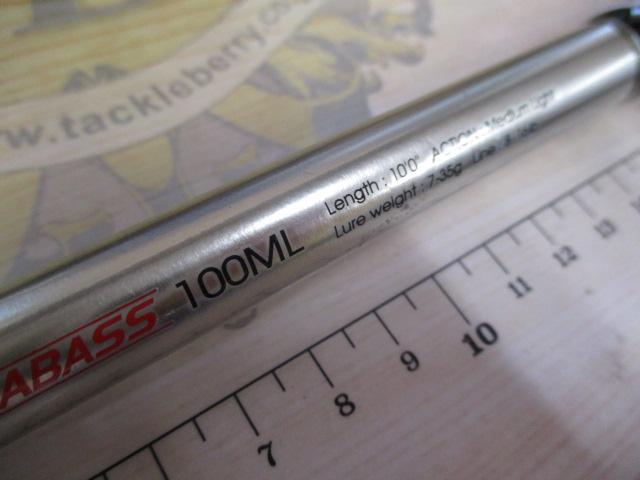 w.tackleberry.co
ABASS 100ML
Length : 10'0" ACTION : Medium Light
Lure weight : 7-35g Line :
7 8 9 10 11 12 13